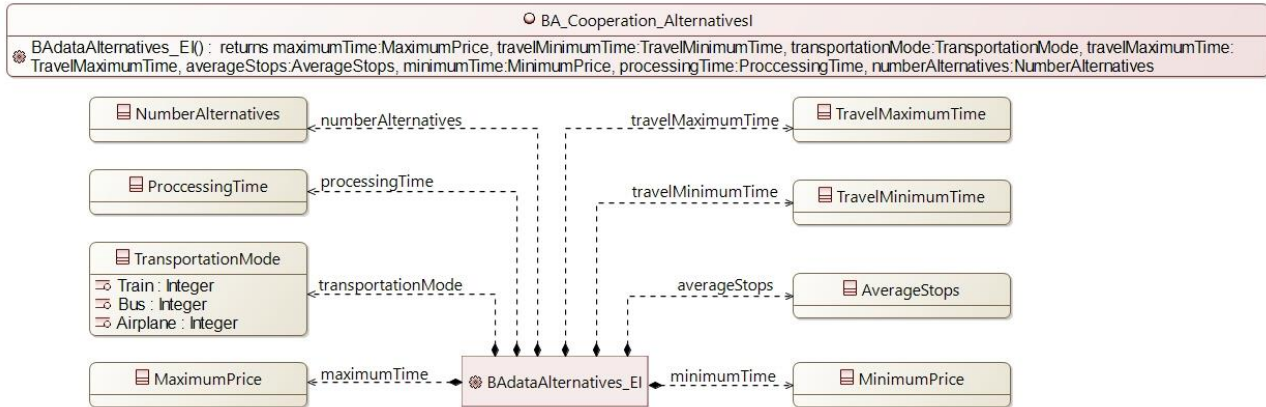 BA_Cooperation_AlternativesI
BAdataAlternatives_EI() : returns maximumTime:MaximumPrice, travelMinimumTime:TravelMinimumTime, transportationMode:TransportationMode, travelMaximumTime:
TravelMaximumTime, averageStops:AverageStops, minimumTime:MinimumPrice, processingTime:ProccessingTime, numberAlternatives:NumberAlternatives
NumberAlternatives
numberAlternatives
travelMaximumTime
TravelMaximumTime
ProccessingTime
processingTime
travelMinimumTime
TravelMinimumTime
TransportationMode
Train : Integer
Bus : Integer
Airplane : Integer
transportationMode
averageStops
AverageStops
MaximumPrice
maximumTime
BAdataAlternatives_EI
minimumTime
MinimumPrice